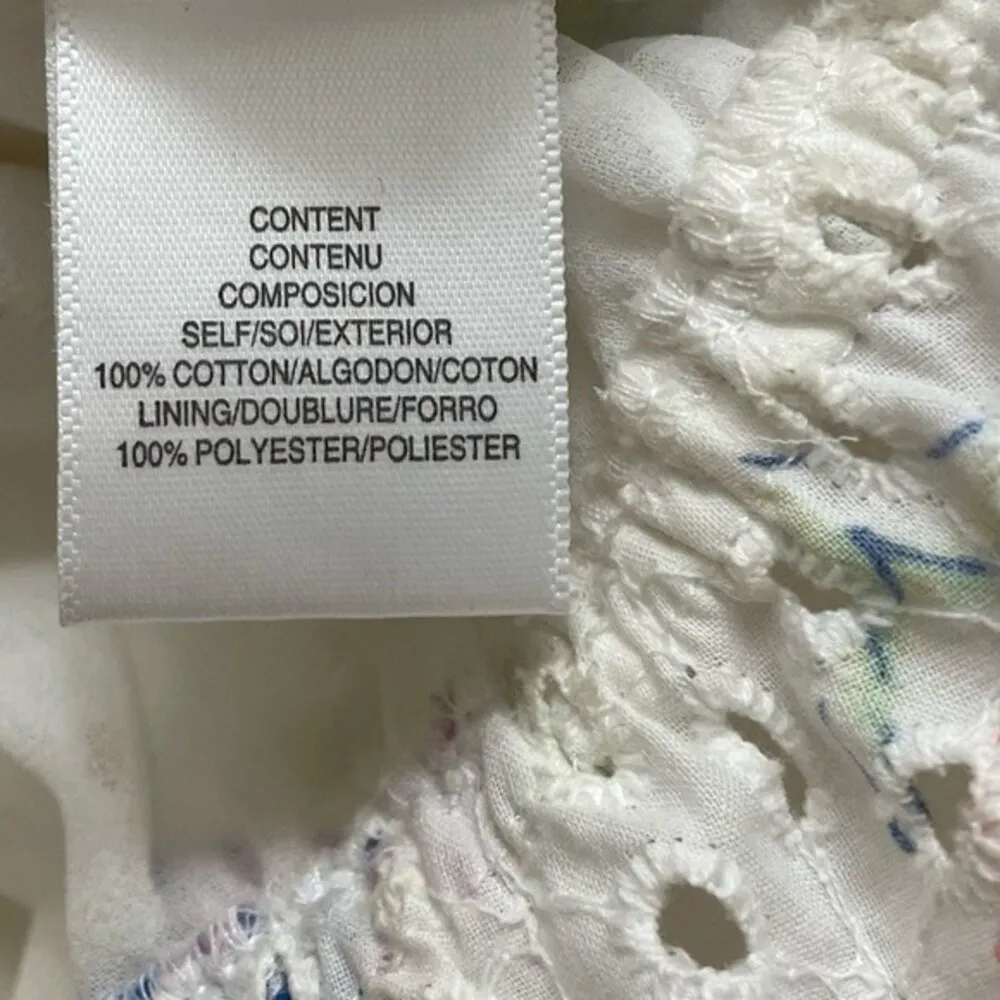 CONTENT
CONTENU
COMPOSICION
SELF/SOI/EXTERIOR
100% COTTON/ALGODON/COTON
LINING/DOUBLURE/FORRO
100% POLYESTER/POLIESTER